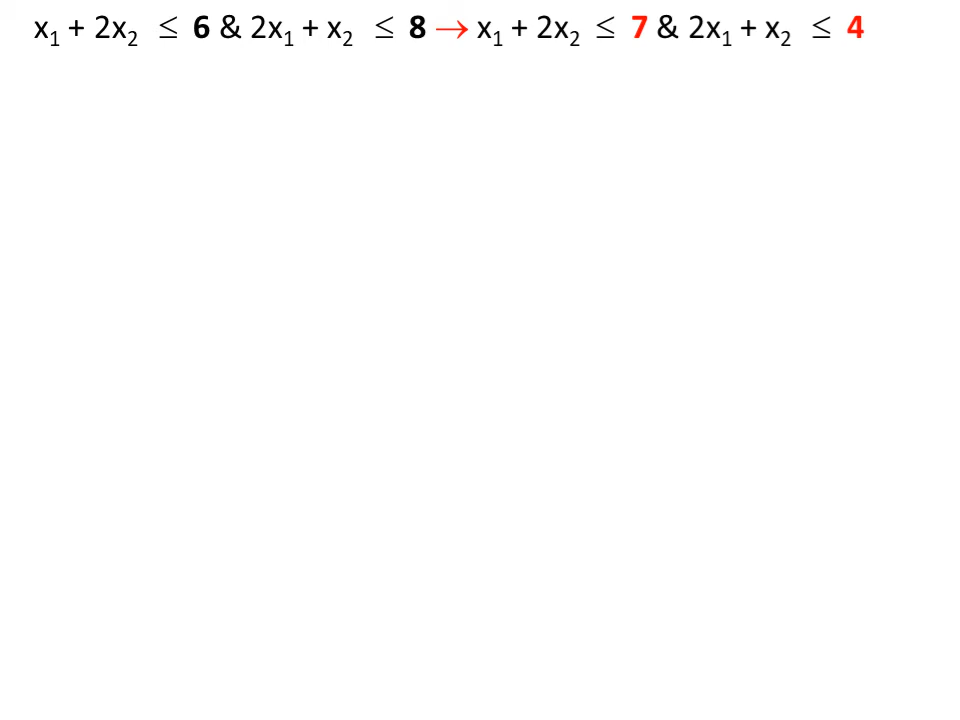 x₁ + 2x₂ ≤ 6 & 2x₁ + x₂ ≤ 8 → x₁ + 2x₂ ≤ 7 & 2x₁ + x₂ ≤ 4